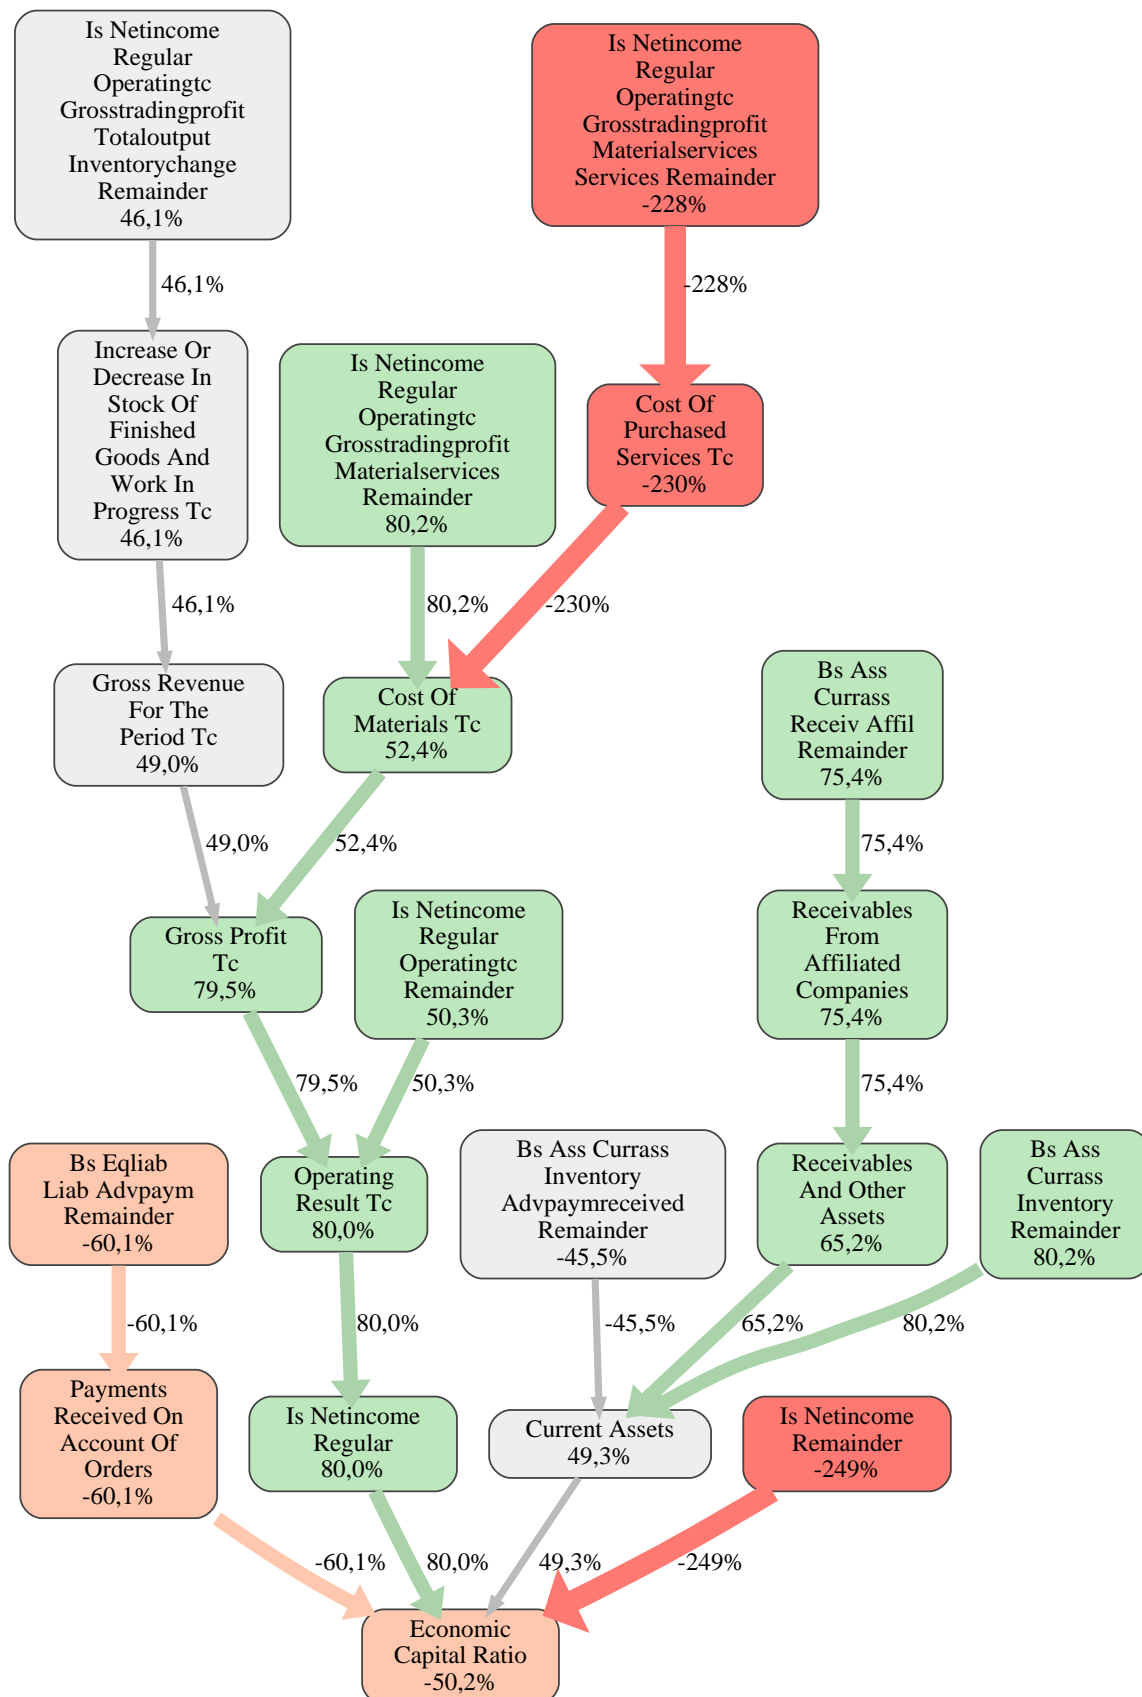 Is Netincome
Regular
Operatingtc
Grosstradingprofit
Totaloutput
Inventorychange
Remainder
46,1%
Is Netincome
Regular
Operatingtc
Grosstradingprofit
Materialservices
Services Remainder
-228%
46,1%
-228%
Increase Or
Decrease In
Stock Of
Finished
Goods And
Work In
Progress Tc
46,1%
Is Netincome
Regular
Operatingtc
Grosstradingprofit
Materialservices
Remainder
80,2%
Cost Of
Purchased
Services Tc
-230%
46,1%
80,2%
-230%
Gross Revenue
For The
Period Tc
49,0%
Cost Of
Materials Tc
52,4%
Bs Ass
Currass
Receiv Affil
Remainder
75,4%
49,0%
52,4%
75,4%
Gross Profit
Tc
79,5%
Is Netincome
Regular
Operatingtc
Remainder
50,3%
Receivables
From
Affiliated
Companies
75,4%
79,5%
50,3%
75,4%
Bs Eqliab
Liab Advpaym
Remainder
-60,1%
Operating
Result Tc
80,0%
Bs Ass Currass
Inventory
Advpaymreceived
Remainder
-45,5%
Receivables
And Other
Assets
65,2%
Bs Ass
Currass
Inventory
Remainder
80,2%
-60,1%
80,0%
-45,5%
65,2%
80,2%
Payments
Received On
Account Of
Orders
-60,1%
Is Netincome
Regular
80,0%
Current Assets
49,3%
Is Netincome
Remainder
-249%
-60,1%
80,0%
49,3%
-249%
Economic
Capital Ratio
-50,2%